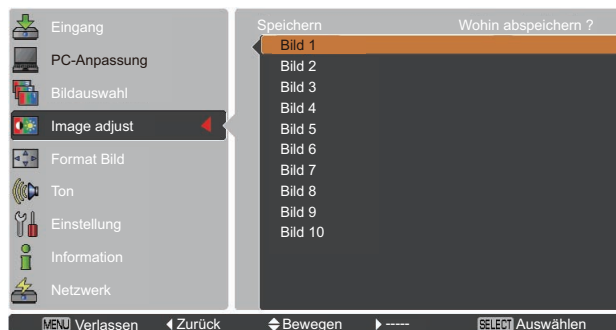 Eingang
PC-Anpassung
Bildauswahl
Image adjust
Format Bild
Ton
Einstellung
Information
Netzwerk
Speichern Wohin abspeichern ?
Bild 1
Bild 2
Bild 3
Bild 4
Bild 5
Bild 6
Bild 7
Bild 8
Bild 9
Bild 10
MENU Verlassen Zurück Bewegen ----- SELECT Auswählen